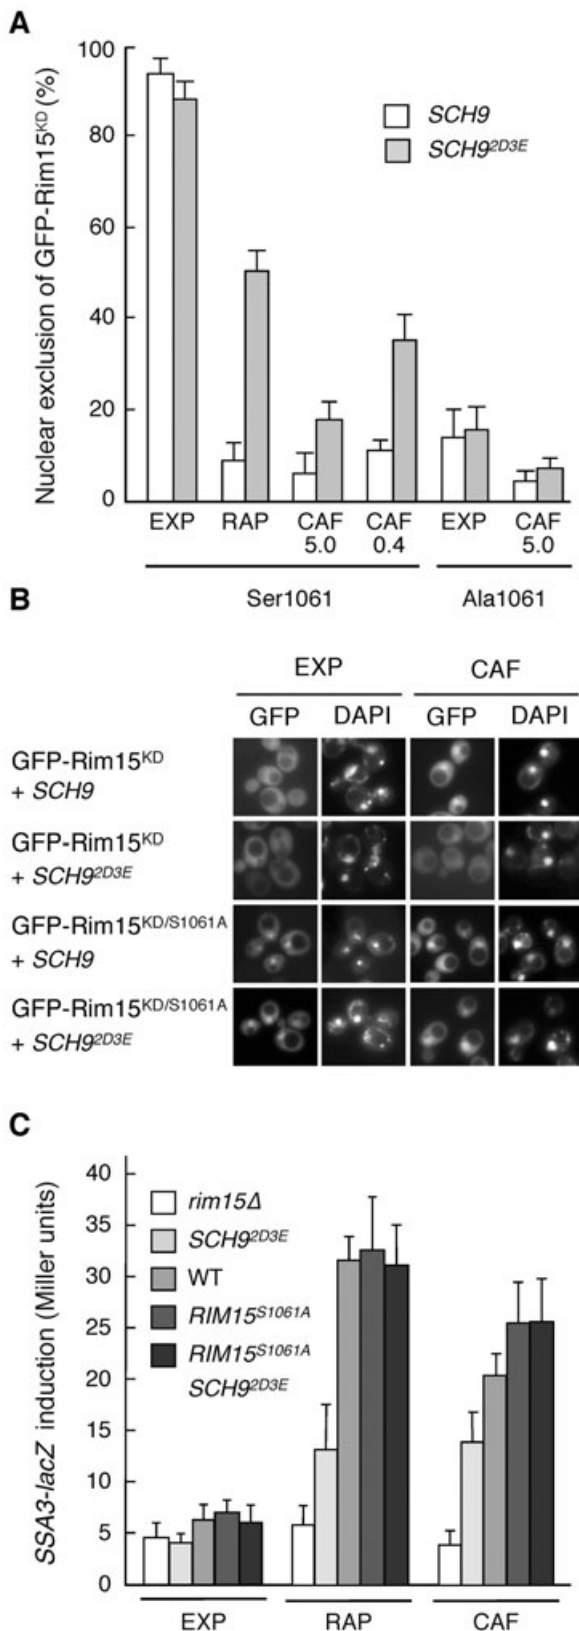 A
Nuclear exclusion of GFP-Rim15KD (%)
100
80
60
40
20
0
SCH9
SCH92D3E
EXP RAP CAF CAF EXP CAF
5.0 0.4 5.0
Ser1061 Ala1061
B
EXP CAF
GFP DAPI GFP DAPI
GFP-Rim15KD
+ SCH9
GFP-Rim15KD
+ SCH92D3E
GFP-Rim15KD/S1061A
+ SCH9
GFP-Rim15KD/S1061A
+ SCH92D3E
C
SSA3-lacZ induction (Miller units)
40
35
30
25
20
15
10
5
0
rim15Δ
SCH92D3E
WT
RIM15S1061A
RIM15S1061A
SCH92D3E
EXP RAP CAF